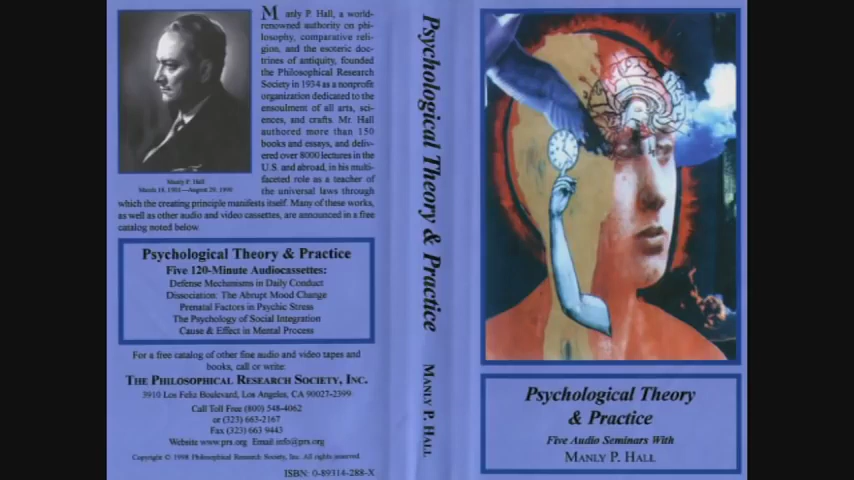 Manly P. Hall, a world-
renowned authority on phi-
losophy, comparative reli-
gion, and the esoteric doc-
trines of antiquity, founded
the Philosophical Research
Society in 1934 as a nonprofit
organization dedicated to the
ensoulment of all arts, sci-
ences, and crafts. Mr. Hall
authored more than 150
books and essays, and deliv-
ered over 8000 lectures in the
U.S. and abroad, in his multi-
faceted role as a teacher of
the universal laws through
which the creating principle manifests itself. Many of these works,
as well as other audio and video cassettes, are announced in a free
catalog noted below.
Manly P. Hall
March 18, 1901—August 29, 1990
Psychological Theory & Practice
Five 120-Minute Audiocassettes:
Defense Mechanisms in Daily Conduct
Dissociation: The Abrupt Mood Change
Prenatal Factors in Psychic Stress
The Psychology of Social Integration
Cause & Effect in Mental Process
For a free catalog of other fine audio and video tapes and
books, call or write:
THE PHILOSOPHICAL RESEARCH SOCIETY, INC.
3910 Los Feliz Boulevard, Los Angeles, CA 90027-2399
Call Toll Free (800) 548-4062
or (323) 663-2167
Fax (323) 663 9443
Website www.prs.org Email info@prs.org
Copyright © 1998 Philosophical Research Society, Inc. All rights reserved
ISBN: 0-89314-288-X
Psychological Theory & Practice
MANLY P. HALL
Psychological Theory
& Practice
Five Audio Seminars With
MANLY P. HALL